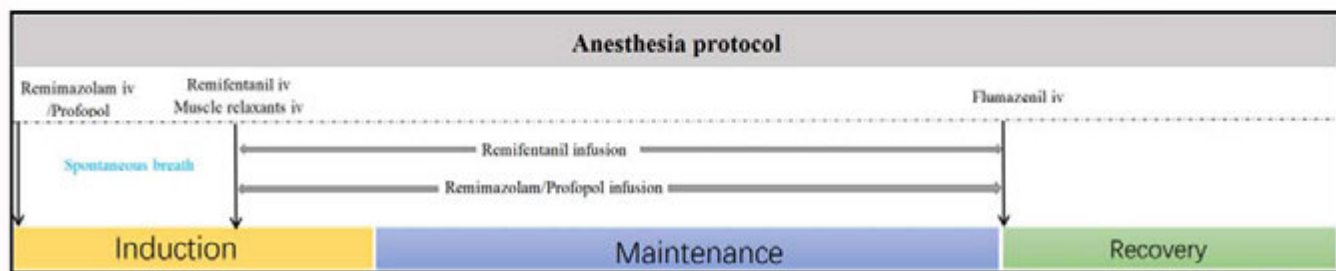 Anesthesia protocol
Remimazolam iv
/Profopol
Remifentanil iv
Muscle relaxants iv
Flumazenil iv
Spontaneous breath
Remifentanil infusion
Remimazolam/Profopol infusion
Induction
Maintenance
Recovery